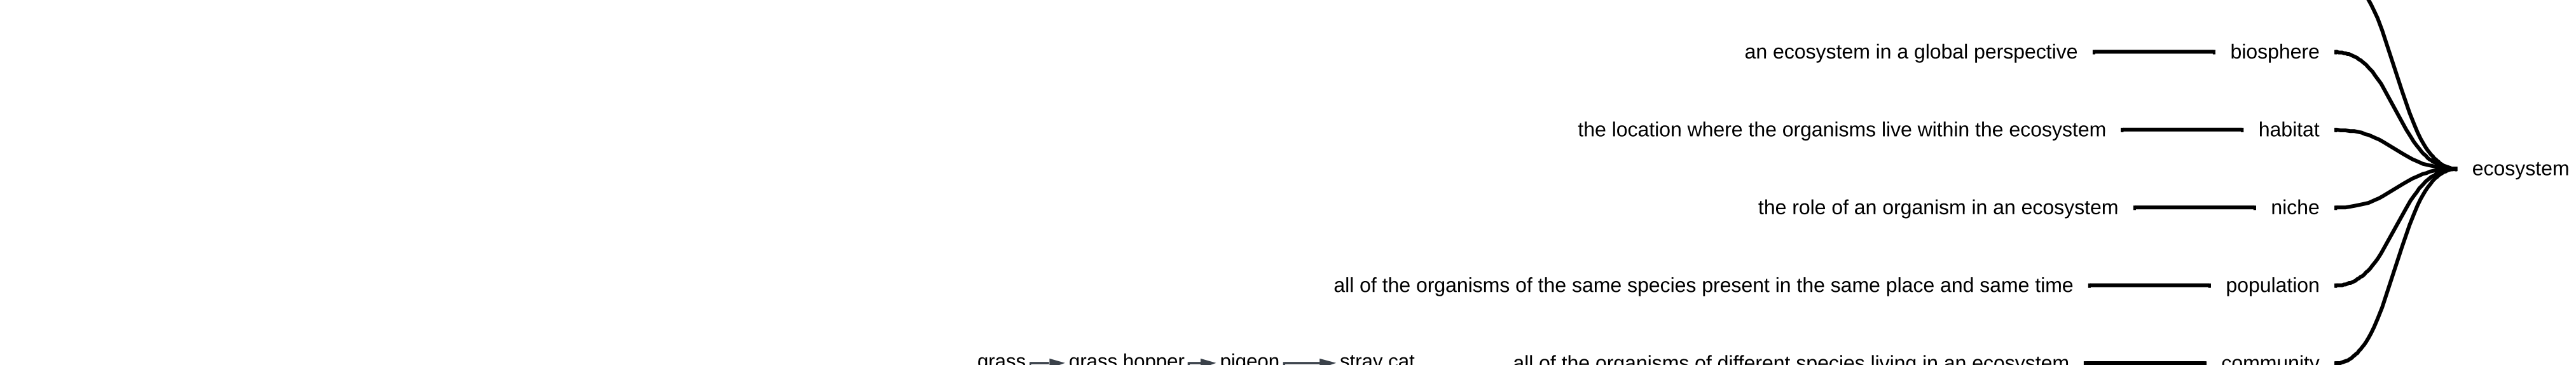 an ecosystem in a global perspective biosphere
the location where the organisms live within the ecosystem habitat
ecosystem
the role of an organism in an ecosystem niche
all of the organisms of the same species present in the same place and same time population
grass grass hopper pigeon stray cat all of the organisms of different species living in an ecosystem community